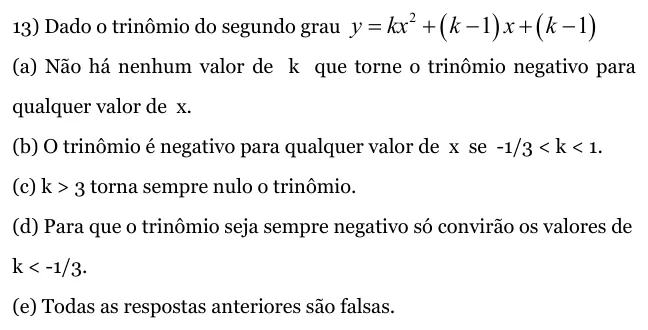 13) Dado o trinômio do segundo grau y = kx² + (k − 1)x + (k − 1)
(a) Não há nenhum valor de k que torne o trinômio negativo para
qualquer valor de x.
(b) O trinômio é negativo para qualquer valor de x se -1/3 < k < 1.
(c) k > 3 torna sempre nulo o trinômio.
(d) Para que o trinômio seja sempre negativo só convirão os valores de
k < -1/3.
(e) Todas as respostas anteriores são falsas.